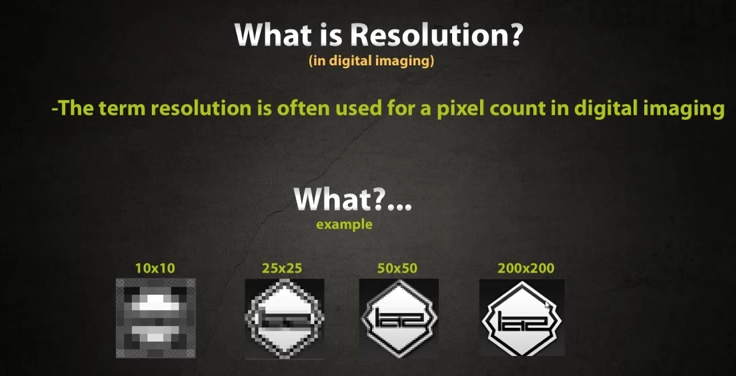 What is Resolution?
(in digital imaging)
-The term resolution is often used for a pixel count in digital imaging
What?...
example
10x10 25x25 50x50 200x200